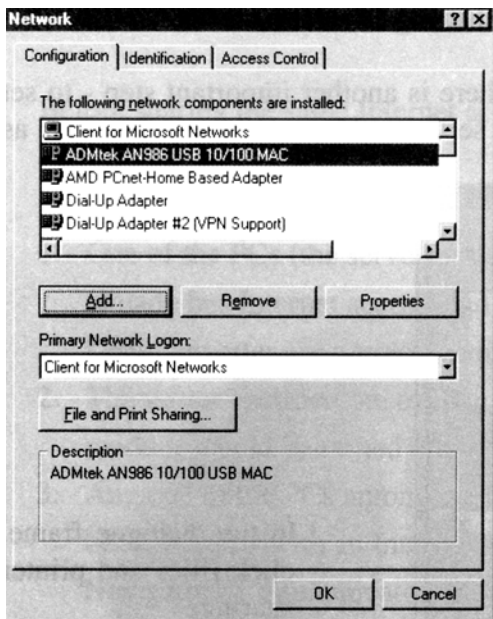 Network
Configuration Identification Access Control
The following network components are installed:
Client for Microsoft Networks
ADMtek AN986 USB 10/100 MAC
AMD PCnet-Home Based Adapter
Dial-Up Adapter
Dial-Up Adapter #2 (VPN Support)
Add... Remove Properties
Primary Network Logon:
Client for Microsoft Networks
File and Print Sharing...
Description
ADMtek AN986 10/100 USB MAC
OK Cancel